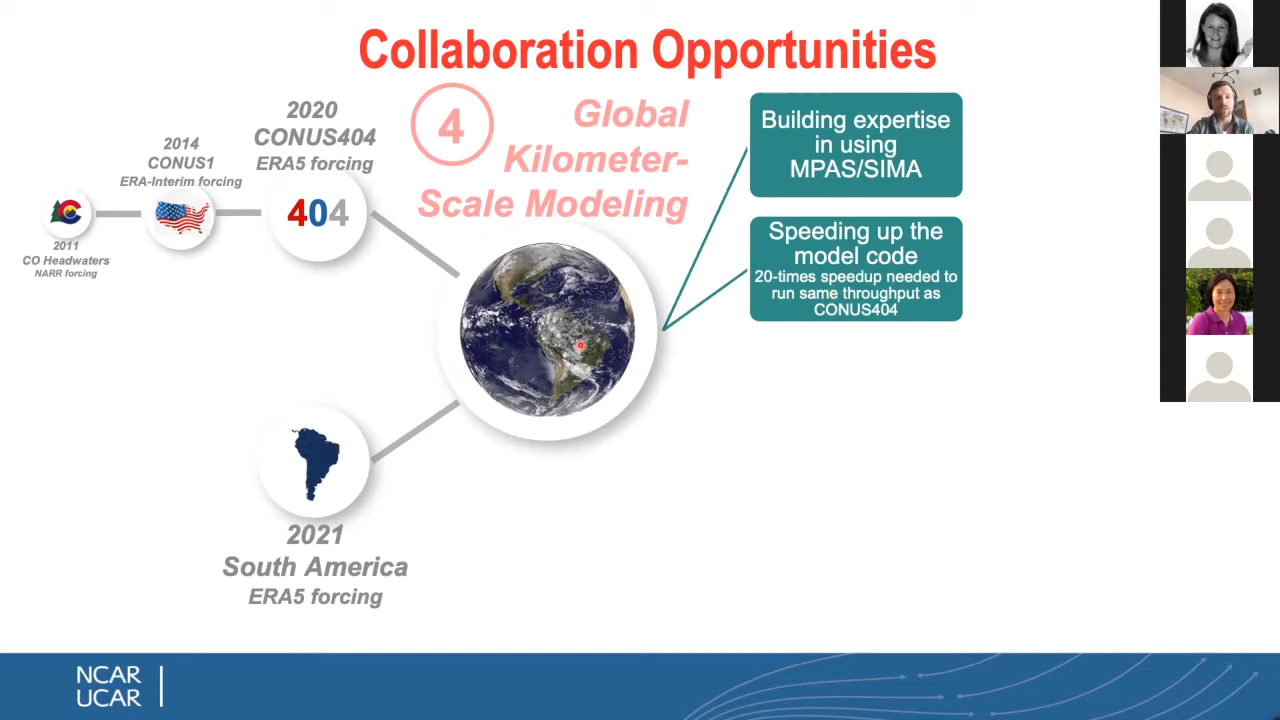 Collaboration Opportunities
2011
CO Headwaters
NARR forcing
2014
CONUS1
ERA-Interim forcing
2020
CONUS404
ERA5 forcing
404
4
Global
Kilometer-
Scale Modeling
Building expertise
in using
MPAS/SIMA
Speeding up the
model code
20-times speedup needed to
run same throughput as
CONUS404
2021
South America
ERA5 forcing
NCAR
UCAR